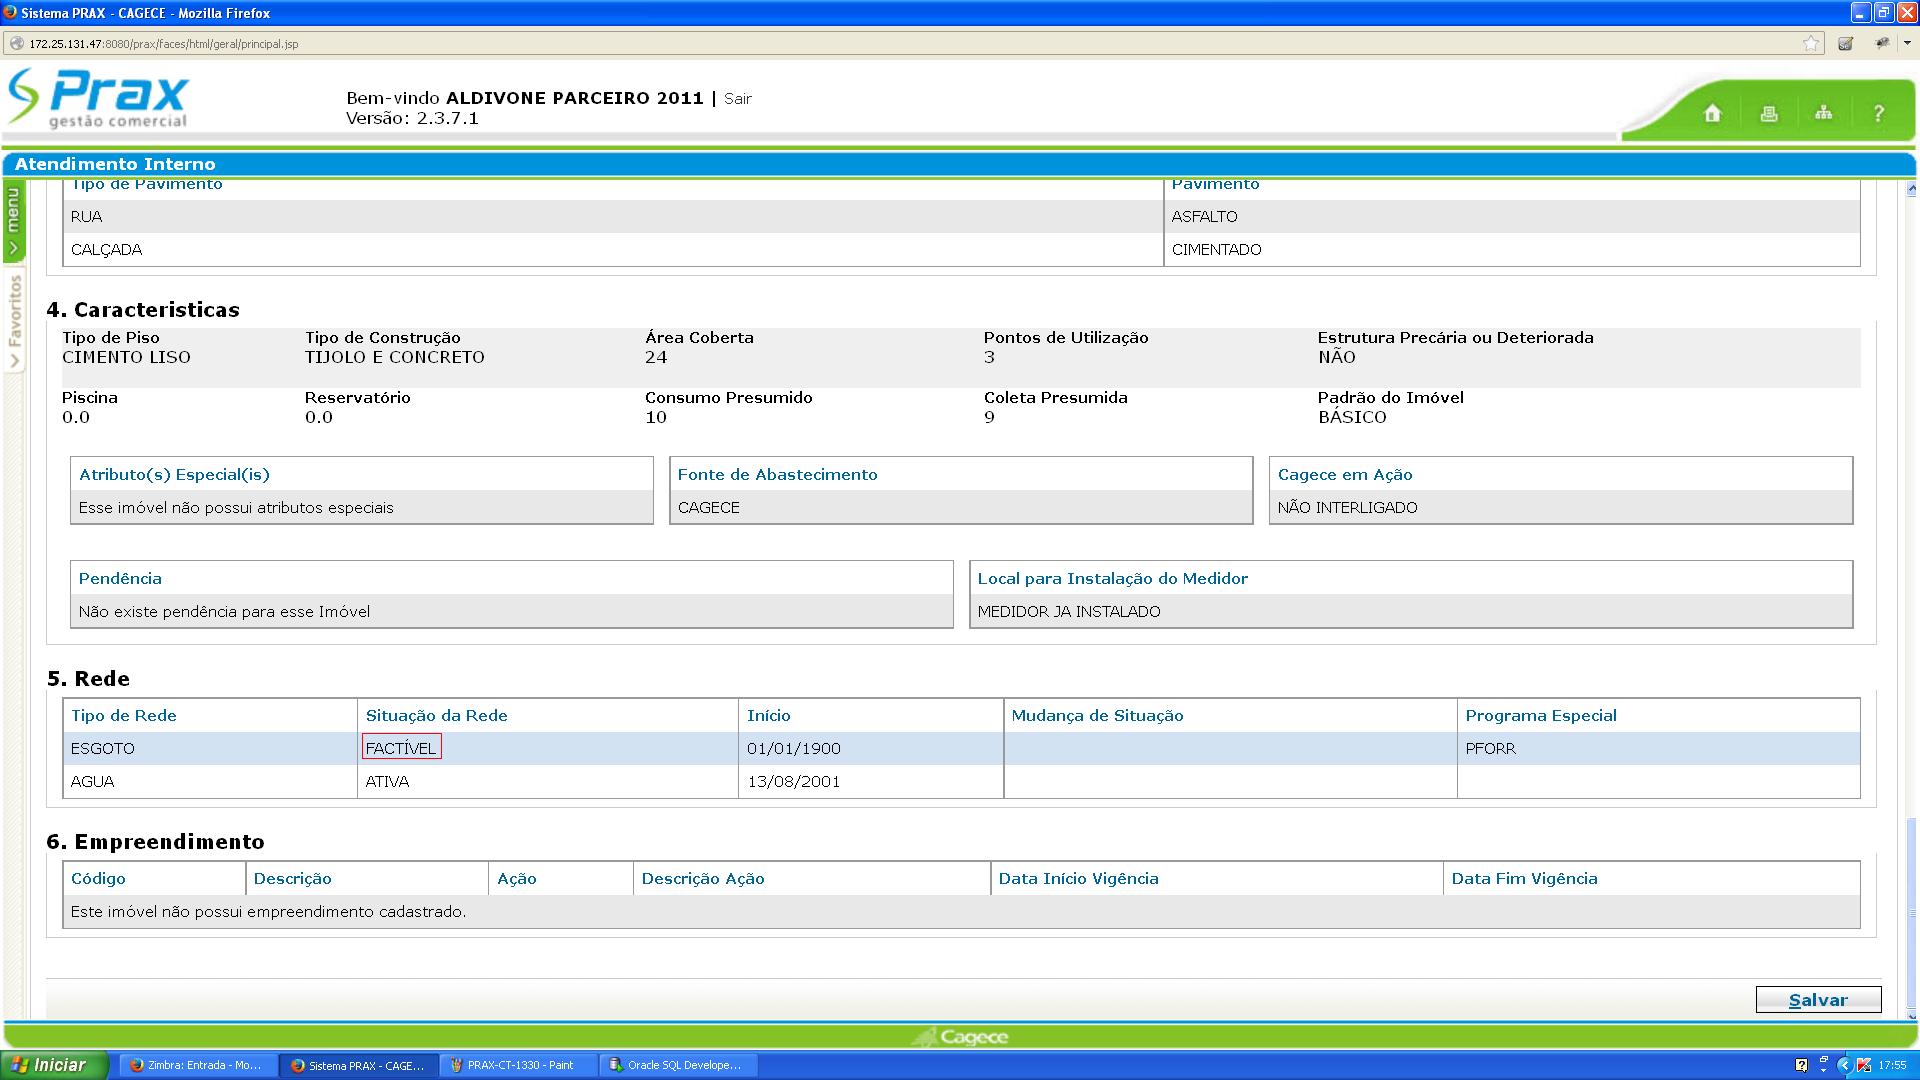 Sistema PRAX - CAGECE - Mozilla Firefox
172.25.131.47:8080/prax/faces/html/geral/principal.jsp
Prax
gestão comercial
Bem-vindo ALDIVONE PARCEIRO 2011 | Sair
Versão: 2.3.7.1
?
Atendimento Interno
menu
Favoritos
Tipo de Pavimento Pavimento
RUA ASFALTO
CALÇADA CIMENTADO
4. Caracteristicas
Tipo de Piso Tipo de Construção Área Coberta Pontos de Utilização Estrutura Precária ou Deteriorada
CIMENTO LISO TIJOLO E CONCRETO 24 3 NÃO
Piscina Reservatório Consumo Presumido Coleta Presumida Padrão do Imóvel
0.0 0.0 10 9 BÁSICO
Atributo(s) Especial(is) Fonte de Abastecimento Cagece em Ação
Esse imóvel não possui atributos especiais CAGECE NÃO INTERLIGADO
Pendência Local para Instalação do Medidor
Não existe pendência para esse Imóvel MEDIDOR JA INSTALADO
5. Rede
Tipo de Rede Situação da Rede Início Mudança de Situação Programa Especial
ESGOTO FACTÍVEL 01/01/1900 PFORR
AGUA ATIVA 13/08/2001
6. Empreendimento
Código Descrição Ação Descrição Ação Data Início Vigência Data Fim Vigência
Este imóvel não possui empreendimento cadastrado.
Salvar
Cagece
Iniciar Zimbra: Entrada - Mo... Sistema PRAX - CAGE... PRAX-CT-1330 - Paint Oracle SQL Develope... 17:55